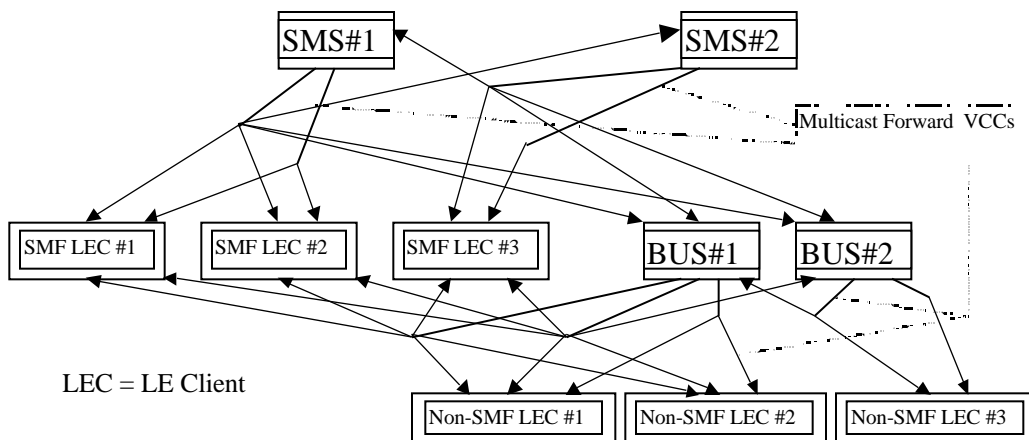 SMS#1
SMS#2
Multicast Forward VCCs
SMF LEC #1
SMF LEC #2
SMF LEC #3
BUS#1
BUS#2
LEC = LE Client
Non-SMF LEC #1
Non-SMF LEC #2
Non-SMF LEC #3